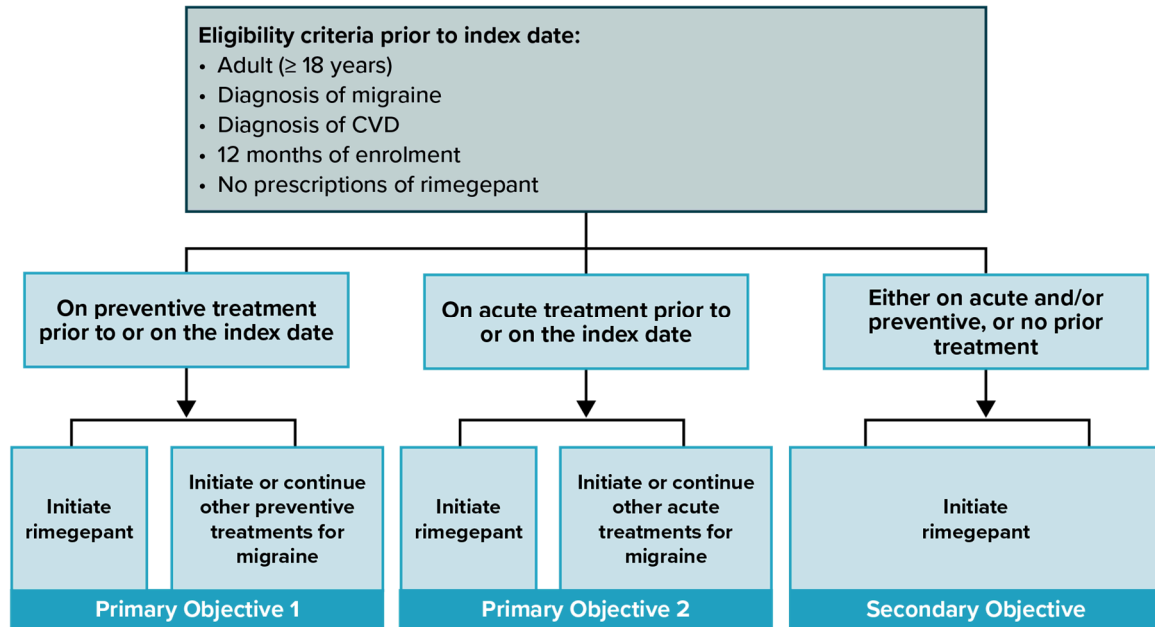 Eligibility criteria prior to index date:
• Adult (≥ 18 years)
• Diagnosis of migraine
• Diagnosis of CVD
• 12 months of enrolment
• No prescriptions of rimegepant
On preventive treatment
prior to or on the index date
On acute treatment prior to
or on the index date
Either on acute and/or
preventive, or no prior
treatment
Initiate
rimegepant
Initiate or continue
other preventive
treatments for
migraine
Initiate
rimegepant
Initiate or continue
other acute
treatments for
migraine
Initiate
rimegepant
Primary Objective 1
Primary Objective 2
Secondary Objective